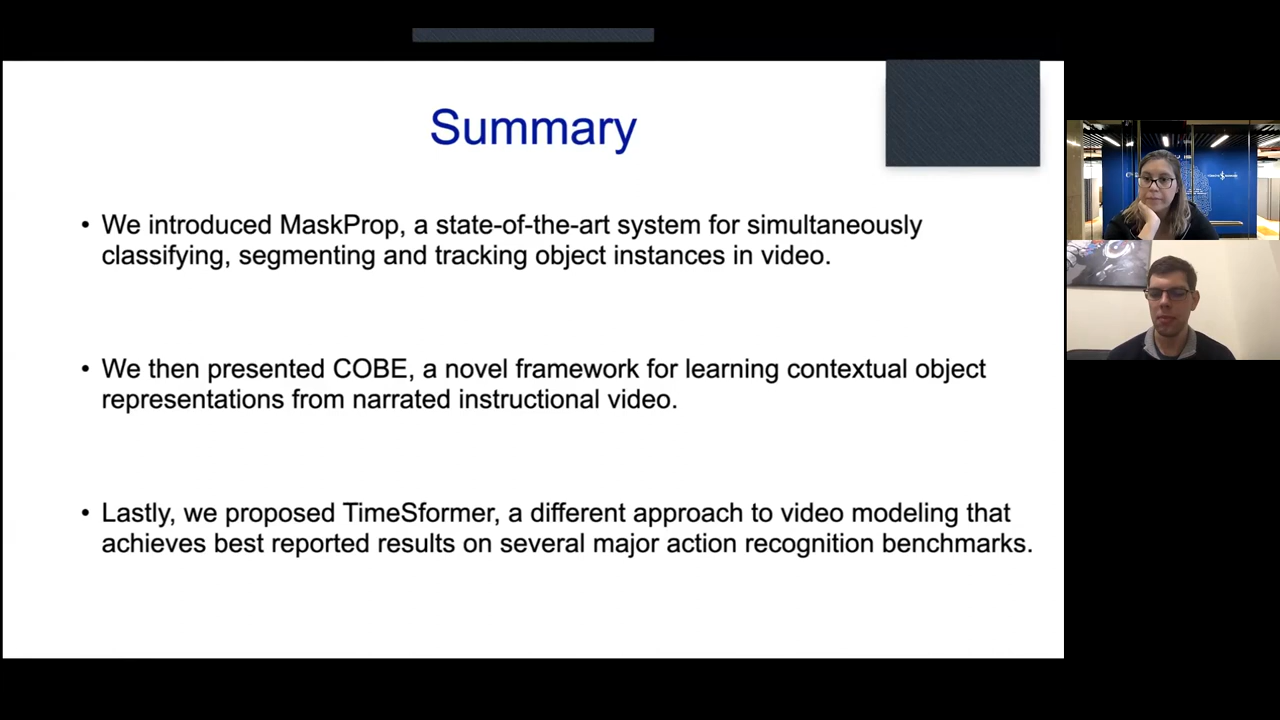 Summary
• We introduced MaskProp, a state-of-the-art system for simultaneously
classifying, segmenting and tracking object instances in video.
• We then presented COBE, a novel framework for learning contextual object
representations from narrated instructional video.
• Lastly, we proposed TimeSformer, a different approach to video modeling that
achieves best reported results on several major action recognition benchmarks.